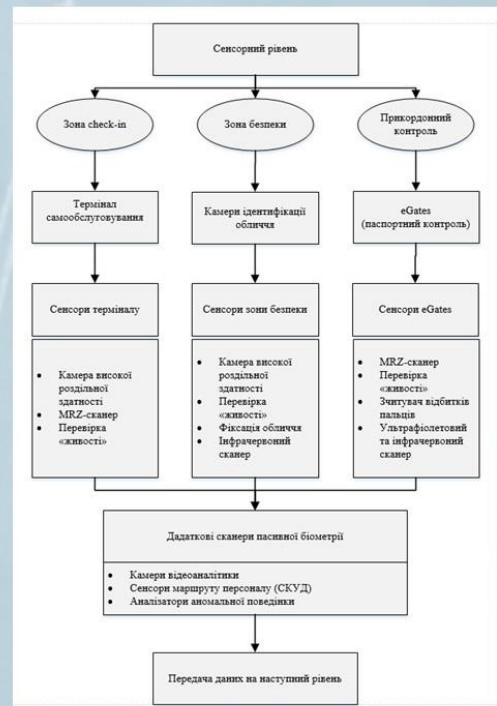 Сенсорний рівень
Зона check-in
Зона безпеки
Прикордонний
контроль
Термінал
самообслуговування
Камери ідентифікації
обличчя
eGates
(паспортний контроль)
Сенсори терміналу
Сенсори зони безпеки
Сенсори eGates
Камера високої
роздільної
здатності
MRZ-сканер
Перевірка
«живості»
Камера високої
роздільної
здатності
Перевірка
«живості»
Фіксація обличчя
Інфрачервоний
сканер
MRZ-сканер
Перевірка
«живості»
Зчитувач відбитків
пальців
Ультрафіолетовий
та інфрачервоний
сканер
Дадаткові сканери пасивної біометрії
Камери відеоаналітики
Сенсори маршруту персоналу (СКУД)
Аналізатори аномальної поведінки
Передача даних на наступний рівень